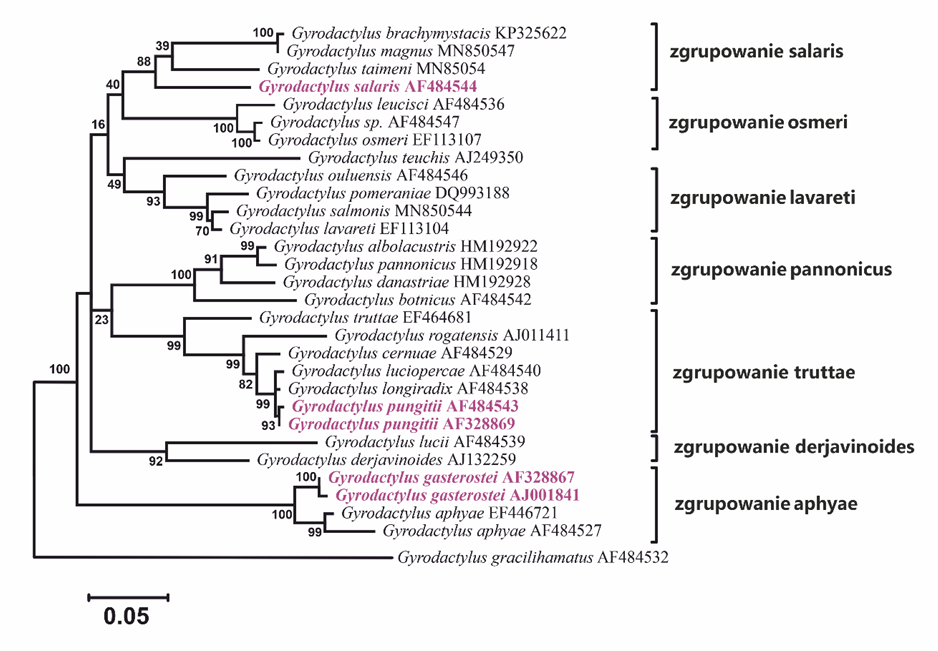 100
Gyrodactylus brachymystacis KP325622
39
Gyrodactylus magnus MN850547
zgrupowanie salaris
88
Gyrodactylus taimeni MN85054
40
Gyrodactylus salaris AF484544
Gyrodactylus leucisci AF484536
16
100
Gyrodactylus sp. AF484547
zgrupowanie osmeri
100
Gyrodactylus osmeri EF113107
Gyrodactylus teuchis AJ249350
49
Gyrodactylus ouluensis AF484546
93
Gyrodactylus pomeraniae DQ993188
zgrupowanie lavareti
99
Gyrodactylus salmonis MN850544
70
Gyrodactylus lavareti EF113104
99
Gyrodactylus albolacustris HM192922
91
Gyrodactylus pannonicus HM192918
zgrupowanie pannonicus
100
Gyrodactylus danastriae HM192928
Gyrodactylus botnicus AF484542
23
Gyrodactylus truttae EF464681
99
Gyrodactylus rogatensis AJ011411
99
Gyrodactylus cernuae AF484529
100
Gyrodactylus luciopercae AF484540
zgrupowanie truttae
82
Gyrodactylus longiradix AF484538
99
Gyrodactylus pungitii AF484543
93
Gyrodactylus pungitii AF328869
Gyrodactylus lucii AF484539
zgrupowanie derjavinoides
92
Gyrodactylus derjavinoides AJ132259
100
Gyrodactylus gasterostei AF328867
Gyrodactylus gasterostei AJ001841
zgrupowanie aphyae
100
Gyrodactylus aphyae EF446721
99
Gyrodactylus aphyae AF484527
Gyrodactylus gracilihamatus AF484532
0.05